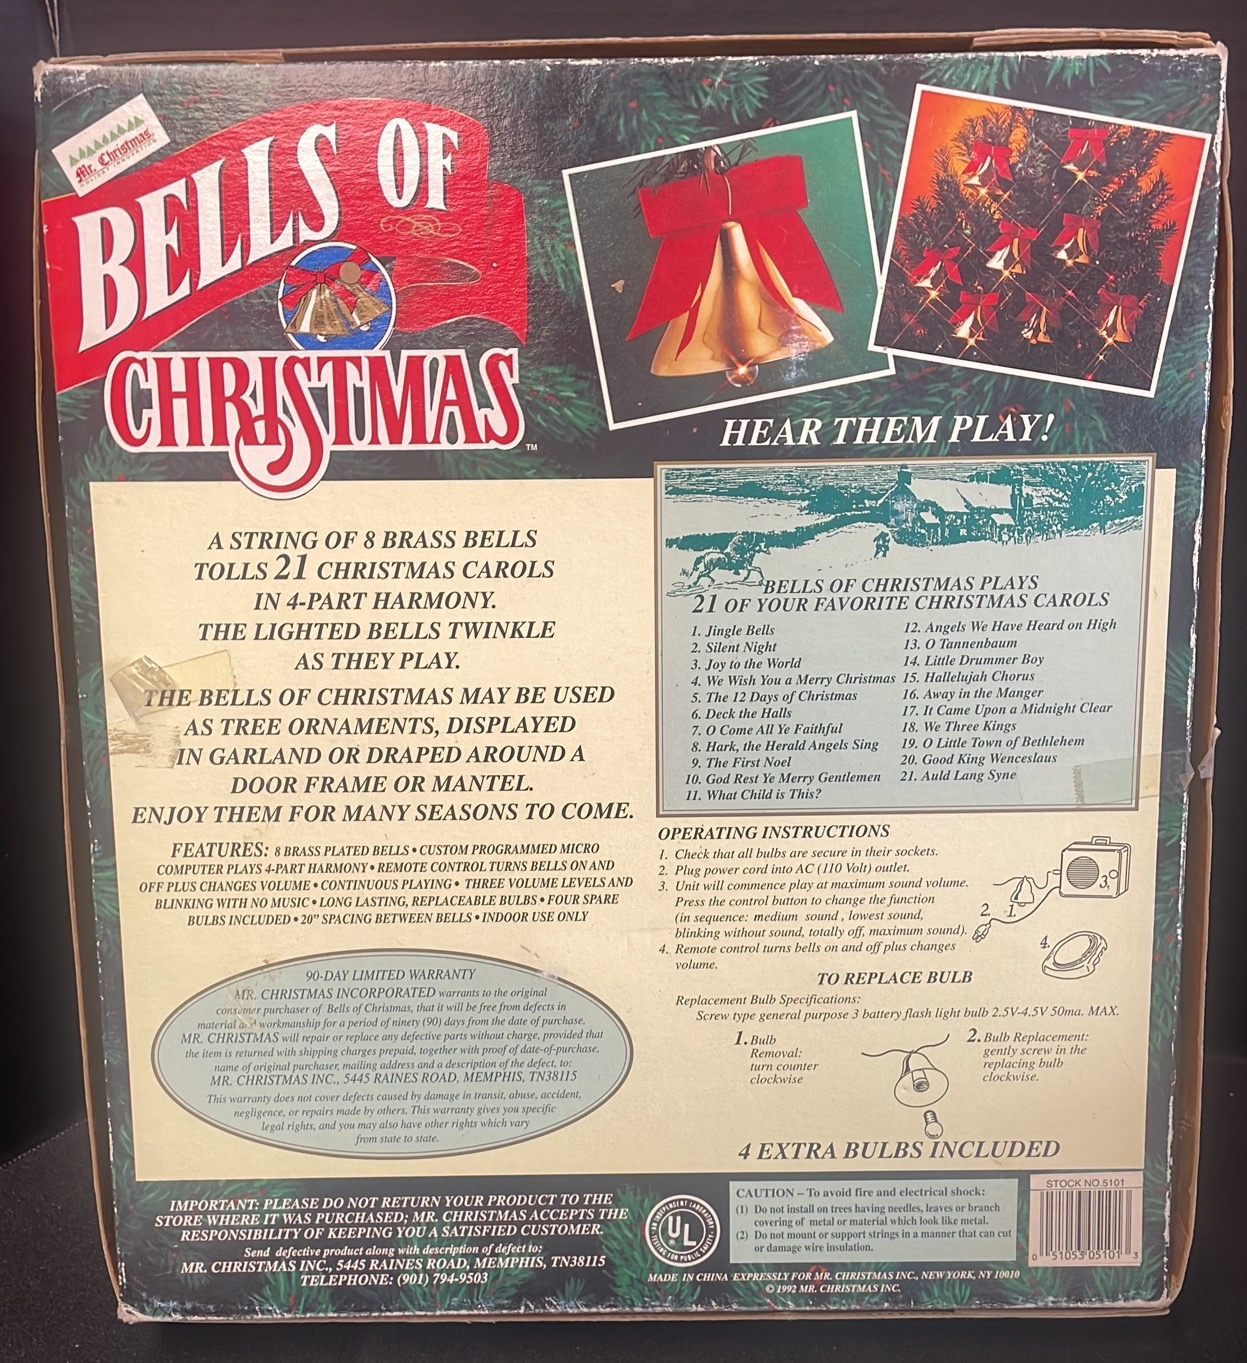 Mr. Christmas
HOLIDAY INNOVATION
BELLS OF
CHRISTMAS™
HEAR THEM PLAY!
A STRING OF 8 BRASS BELLS
TOLLS 21 CHRISTMAS CAROLS
IN 4-PART HARMONY.
THE LIGHTED BELLS TWINKLE
AS THEY PLAY.
THE BELLS OF CHRISTMAS MAY BE USED
AS TREE ORNAMENTS, DISPLAYED
IN GARLAND OR DRAPED AROUND A
DOOR FRAME OR MANTEL.
ENJOY THEM FOR MANY SEASONS TO COME.
FEATURES: 8 BRASS PLATED BELLS • CUSTOM PROGRAMMED MICRO
COMPUTER PLAYS 4-PART HARMONY • REMOTE CONTROL TURNS BELLS ON AND
OFF PLUS CHANGES VOLUME • CONTINUOUS PLAYING • THREE VOLUME LEVELS AND
BLINKING WITH NO MUSIC • LONG LASTING, REPLACEABLE BULBS • FOUR SPARE
BULBS INCLUDED • 20" SPACING BETWEEN BELLS • INDOOR USE ONLY
90-DAY LIMITED WARRANTY
MR. CHRISTMAS INCORPORATED warrants to the original
consumer purchaser of Bells of Christmas, that it will be free from defects in
material and workmanship for a period of ninety (90) days from the date of purchase.
MR. CHRISTMAS will repair or replace any defective parts without charge, provided that
the item is returned with shipping charges prepaid, together with proof of date-of-purchase,
name of original purchaser, mailing address and a description of the defect, to:
MR. CHRISTMAS INC., 5445 RAINES ROAD, MEMPHIS, TN38115
This warranty does not cover defects caused by damage in transit, abuse, accident,
negligence, or repairs made by others. This warranty gives you specific
legal rights, and you may also have other rights which vary
from state to state.
BELLS OF CHRISTMAS PLAYS
21 OF YOUR FAVORITE CHRISTMAS CAROLS
1. Jingle Bells
2. Silent Night
3. Joy to the World
4. We Wish You a Merry Christmas
5. The 12 Days of Christmas
6. Deck the Halls
7. O Come All Ye Faithful
8. Hark, the Herald Angels Sing
9. The First Noel
10. God Rest Ye Merry Gentlemen
11. What Child is This?
12. Angels We Have Heard on High
13. O Tannenbaum
14. Little Drummer Boy
15. Hallelujah Chorus
16. Away in the Manger
17. It Came Upon a Midnight Clear
18. We Three Kings
19. O Little Town of Bethlehem
20. Good King Wenceslaus
21. Auld Lang Syne
OPERATING INSTRUCTIONS
1. Check that all bulbs are secure in their sockets.
2. Plug power cord into AC (110 Volt) outlet.
3. Unit will commence play at maximum sound volume.
Press the control button to change the function
(in sequence: medium sound, lowest sound,
blinking without sound, totally off, maximum sound).
4. Remote control turns bells on and off plus changes
volume.
3.
2.
1.
4.
TO REPLACE BULB
Replacement Bulb Specifications:
Screw type general purpose 3 battery flash light bulb 2.5V-4.5V 50ma. MAX.
1. Bulb
Removal:
turn counter
clockwise
2. Bulb Replacement:
gently screw in the
replacing bulb
clockwise.
4 EXTRA BULBS INCLUDED
IMPORTANT: PLEASE DO NOT RETURN YOUR PRODUCT TO THE
STORE WHERE IT WAS PURCHASED; MR. CHRISTMAS ACCEPTS THE
RESPONSIBILITY OF KEEPING YOU A SATISFIED CUSTOMER.
Send defective product along with description of defect to:
MR. CHRISTMAS INC., 5445 RAINES ROAD, MEMPHIS, TN38115
TELEPHONE: (901) 794-9503
AN INDEPENDENT LABORATORY
UL
TESTING FOR PUBLIC SAFETY
CAUTION – To avoid fire and electrical shock:
(1) Do not install on trees having needles, leaves or branch
covering of metal or material which look like metal.
(2) Do not mount or support strings in a manner that can cut
or damage wire insulation.
STOCK NO.5101
0 51053 05101 3
MADE IN CHINA EXPRESSLY FOR MR. CHRISTMAS INC., NEW YORK, NY 10010
© 1992 MR. CHRISTMAS INC.